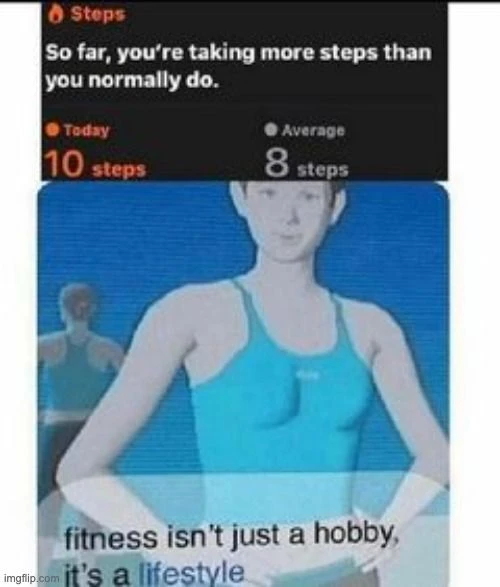 Steps
So far, you're taking more steps than
you normally do.
Today
Average
10 steps
8 steps
fitness isn't just a hobby,
it's a lifestyle
imgflip.com